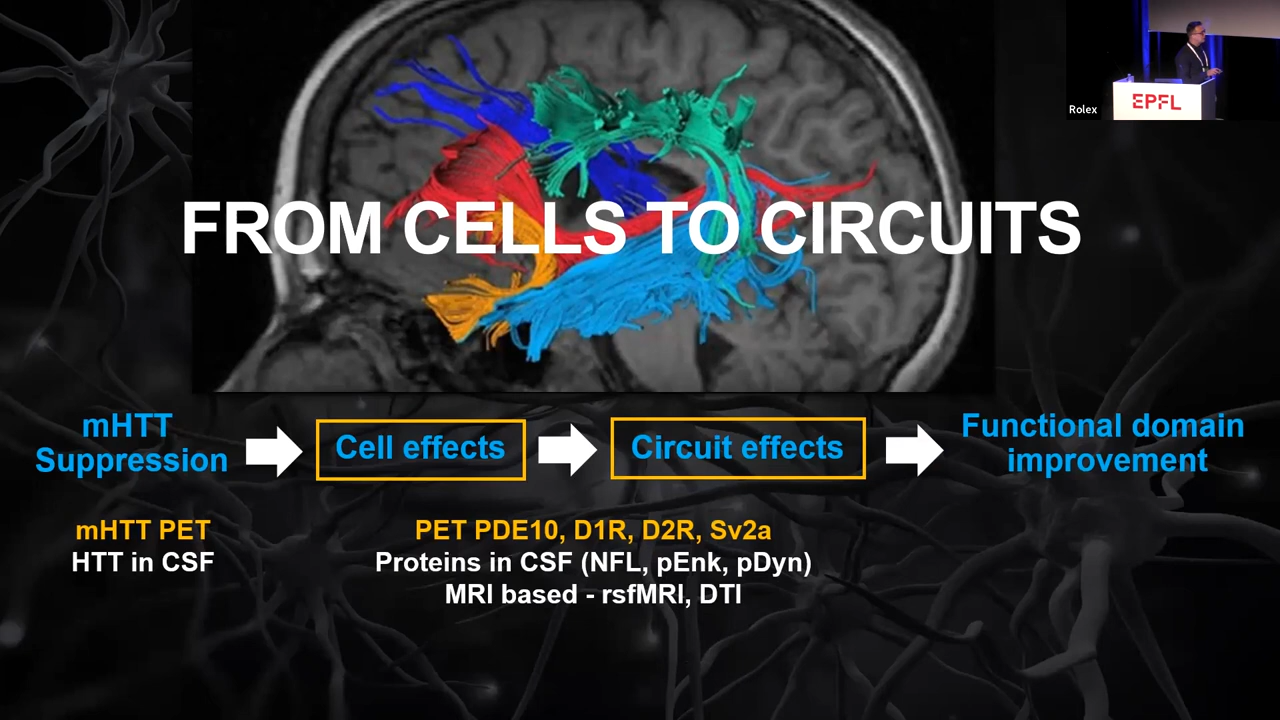 Rolex
EPFL
FROM CELLS TO CIRCUITS
mHTT
Suppression
Cell effects
Circuit effects
Functional domain
improvement
mHTT PET
HTT in CSF
PET PDE10, D1R, D2R, Sv2a
Proteins in CSF (NFL, pEnk, pDyn)
MRI based - rsfMRI, DTI